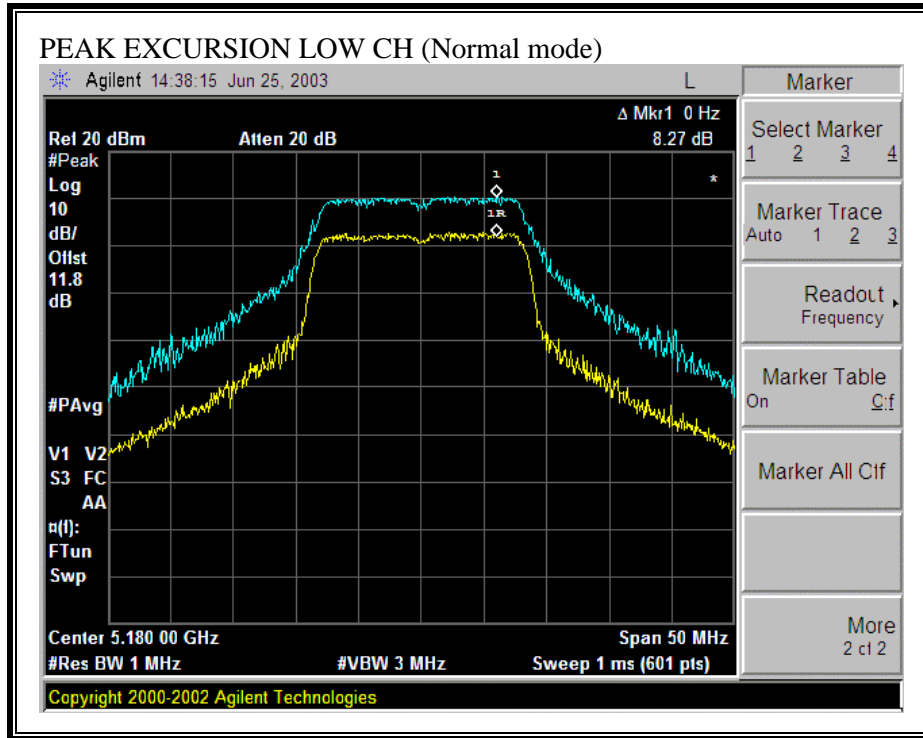 PEAK EXCURSION LOW CH (Normal mode)
Agilent 14:38:15 Jun 25, 2003 L
Marker
Δ Mkr1 0 Hz
Ref 20 dBm Atten 20 dB 8.27 dB
#Peak
Log
10
dB/
Offst
11.8
dB
1
*
1R
#PAvg
V1 V2
S3 FC
AA
¤(f):
FTun
Swp
Center 5.180 00 GHz Span 50 MHz
#Res BW 1 MHz #VBW 3 MHz Sweep 1 ms (601 pts)
Copyright 2000-2002 Agilent Technologies
Select Marker
1 2 3 4
Marker Trace
Auto 1 2 3
Readout
Frequency
Marker Table
On Off
Marker All Off
More
2 of 2